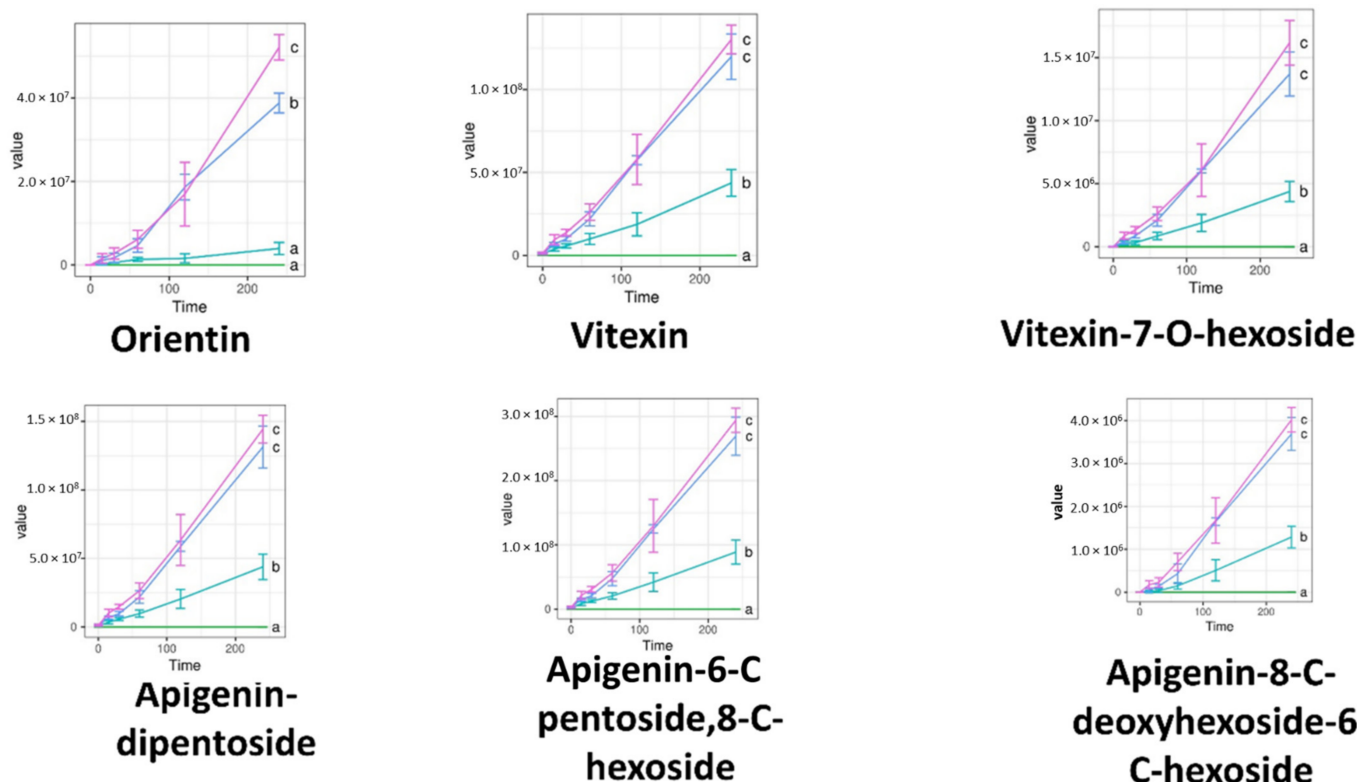 value
4.0 × 10⁷
2.0 × 10⁷
0
c
b
a
a
0
100
200
Time
Orientin
value
1.0 × 10⁸
5.0 × 10⁷
0
c
c
b
a
0
100
200
Time
Vitexin
value
1.5 × 10⁷
1.0 × 10⁷
5.0 × 10⁶
0
c
c
b
a
0
100
200
Time
Vitexin-7-O-hexoside
value
1.5 × 10⁸
1.0 × 10⁸
5.0 × 10⁷
0
c
c
b
a
0
100
200
Time
Apigenin-
dipentoside
value
3.0 × 10⁸
2.0 × 10⁸
1.0 × 10⁸
0
c
c
b
a
0
100
200
Time
Apigenin-6-C
pentoside,8-C-
hexoside
value
4.0 × 10⁶
3.0 × 10⁶
2.0 × 10⁶
1.0 × 10⁶
0
c
c
b
a
0
100
200
Time
Apigenin-8-C-
deoxyhexoside-6
C-hexoside